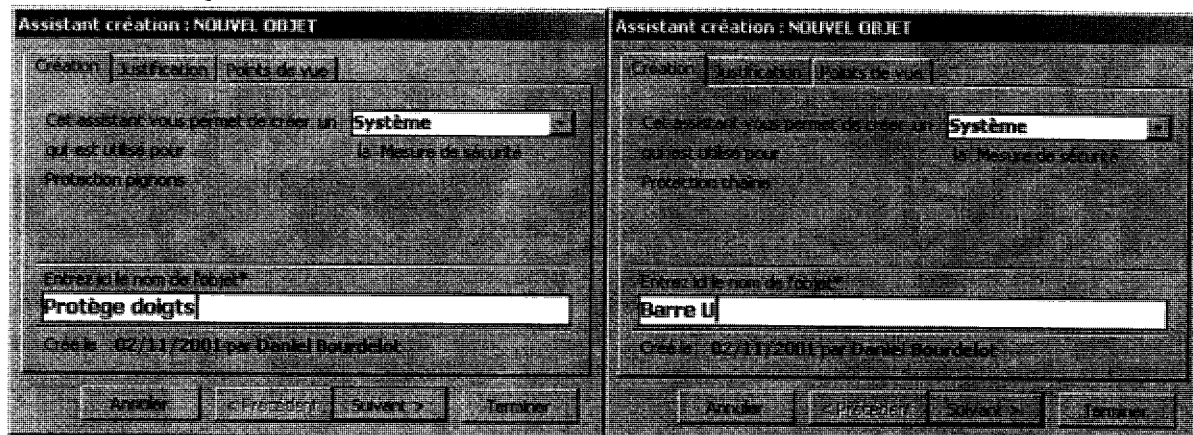 Assistant création : NOUVEL OBJET
Création Justification Points de vue
Cet assistant vous permet de créer un Système
qui est utilisé pour la Mesure de sécurité
Protection pignons
Entrez ici le nom de l'objet*
Protège doigts
Créé le 02/11/2001 par Daniel Bourdelot
Annuler < Précédent Suivant > Terminer
Assistant création : NOUVEL OBJET
Création Justification Points de vue
Cet assistant vous permet de créer un Système
qui est utilisé pour la Mesure de sécurité
Protection chaine
Entrez ici le nom de l'objet*
Barre U
Créé le 02/11/2001 par Daniel Bourdelot
Annuler < Précédent Suivant > Terminer